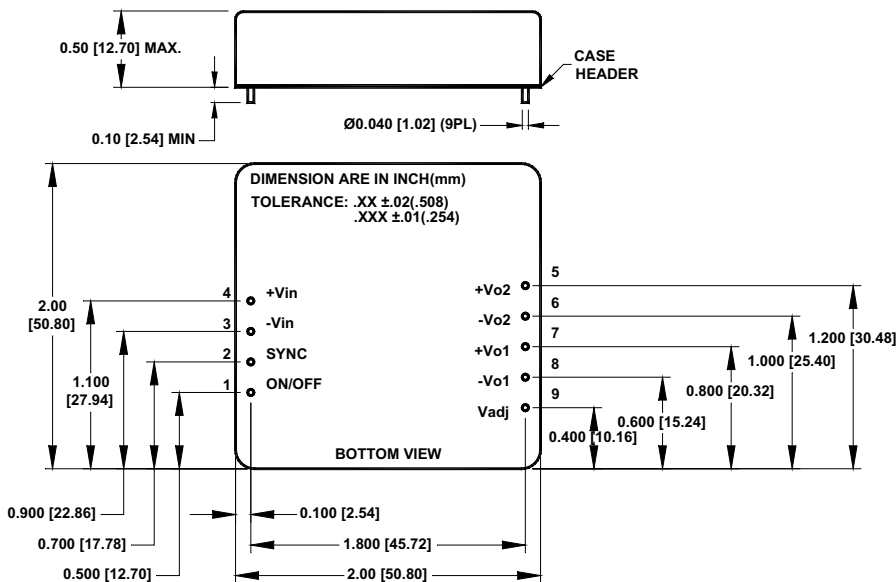 0.50 [12.70] MAX.
CASE
HEADER
0.10 [2.54] MIN
Ø0.040 [1.02] (9PL)
DIMENSION ARE IN INCH(mm)
TOLERANCE: .XX ±.02(.508)
.XXX ±.01(.254)
2.00
[50.80]
1.100
[27.94]
4 +Vin
3 -Vin
2 SYNC
1 ON/OFF
+Vo2 5
-Vo2 6
+Vo1 7
-Vo1 8
Vadj 9
1.200 [30.48]
1.000 [25.40]
0.800 [20.32]
0.600 [15.24]
0.400 [10.16]
BOTTOM VIEW
0.900 [22.86]
0.700 [17.78]
0.500 [12.70]
0.100 [2.54]
1.800 [45.72]
2.00 [50.80]